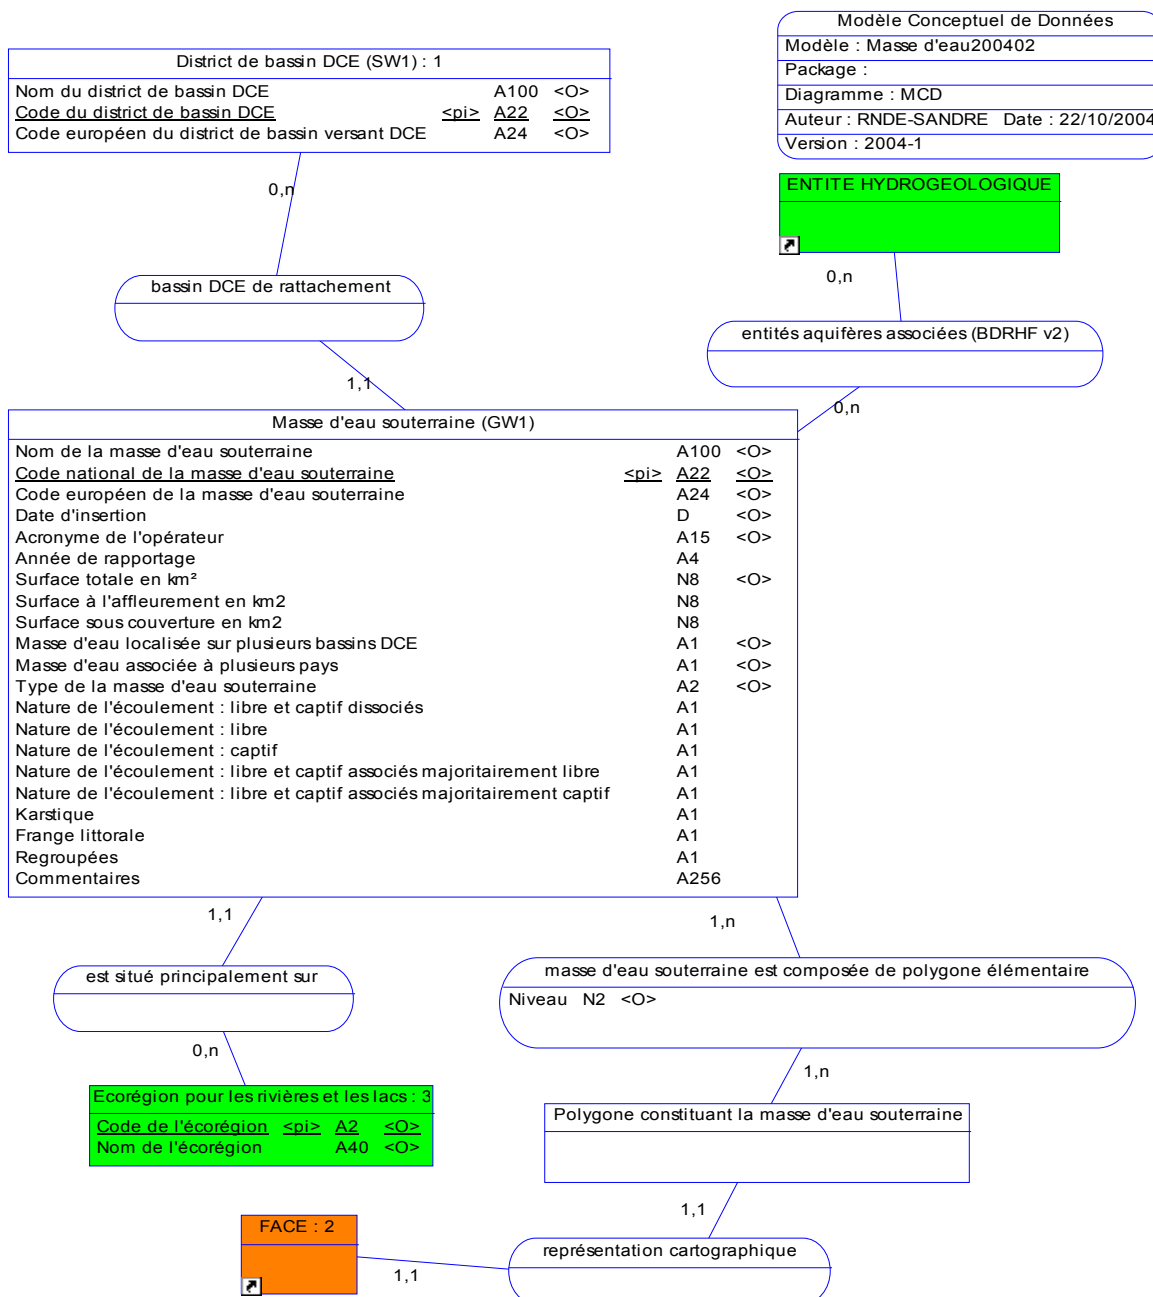 Modèle Conceptuel de Données
Modèle : Masse d'eau200402
Package :
Diagramme : MCD
Auteur : RNDE-SANDRE Date : 22/10/2004
Version : 2004-1
District de bassin DCE (SW1) : 1
Nom du district de bassin DCE A100 <O>
Code du district de bassin DCE <pi> A22 <O>
Code européen du district de bassin versant DCE A24 <O>
0,n
ENTITE HYDROGEOLOGIQUE
0,n
bassin DCE de rattachement
entités aquifères associées (BDRHF v2)
1,1
0,n
Masse d'eau souterraine (GW1)
Nom de la masse d'eau souterraine A100 <O>
Code national de la masse d'eau souterraine <pi> A22 <O>
Code européen de la masse d'eau souterraine A24 <O>
Date d'insertion D <O>
Acronyme de l'opérateur A15 <O>
Année de rapportage A4
Surface totale en km² N8 <O>
Surface à l'affleurement en km2 N8
Surface sous couverture en km2 N8
Masse d'eau localisée sur plusieurs bassins DCE A1 <O>
Masse d'eau associée à plusieurs pays A1 <O>
Type de la masse d'eau souterraine A2 <O>
Nature de l'écoulement : libre et captif dissociés A1
Nature de l'écoulement : libre A1
Nature de l'écoulement : captif A1
Nature de l'écoulement : libre et captif associés majoritairement libre A1
Nature de l'écoulement : libre et captif associés majoritairement captif A1
Karstique A1
Frange littorale A1
Regroupées A1
Commentaires A256
1,1
1,n
est situé principalement sur
masse d'eau souterraine est composée de polygone élémentaire
Niveau N2 <O>
0,n
1,n
Ecorégion pour les rivières et les lacs : 3
Code de l'écorégion <pi> A2 <O>
Nom de l'écorégion A40 <O>
Polygone constituant la masse d'eau souterraine
1,1
FACE : 2
représentation cartographique
1,1